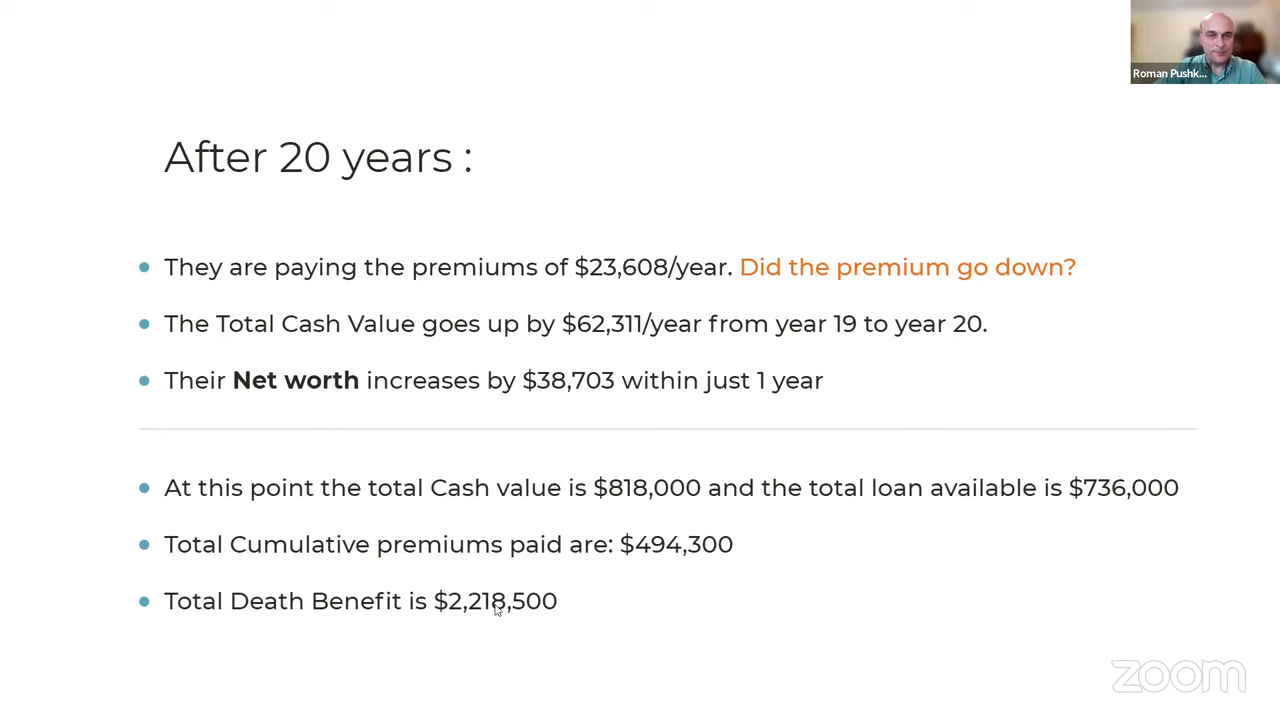 Roman Pushk...
After 20 years :
They are paying the premiums of $23,608/year. Did the premium go down?
The Total Cash Value goes up by $62,311/year from year 19 to year 20.
Their Net worth increases by $38,703 within just 1 year
At this point the total Cash value is $818,000 and the total loan available is $736,000
Total Cumulative premiums paid are: $494,300
Total Death Benefit is $2,218,500
zoom